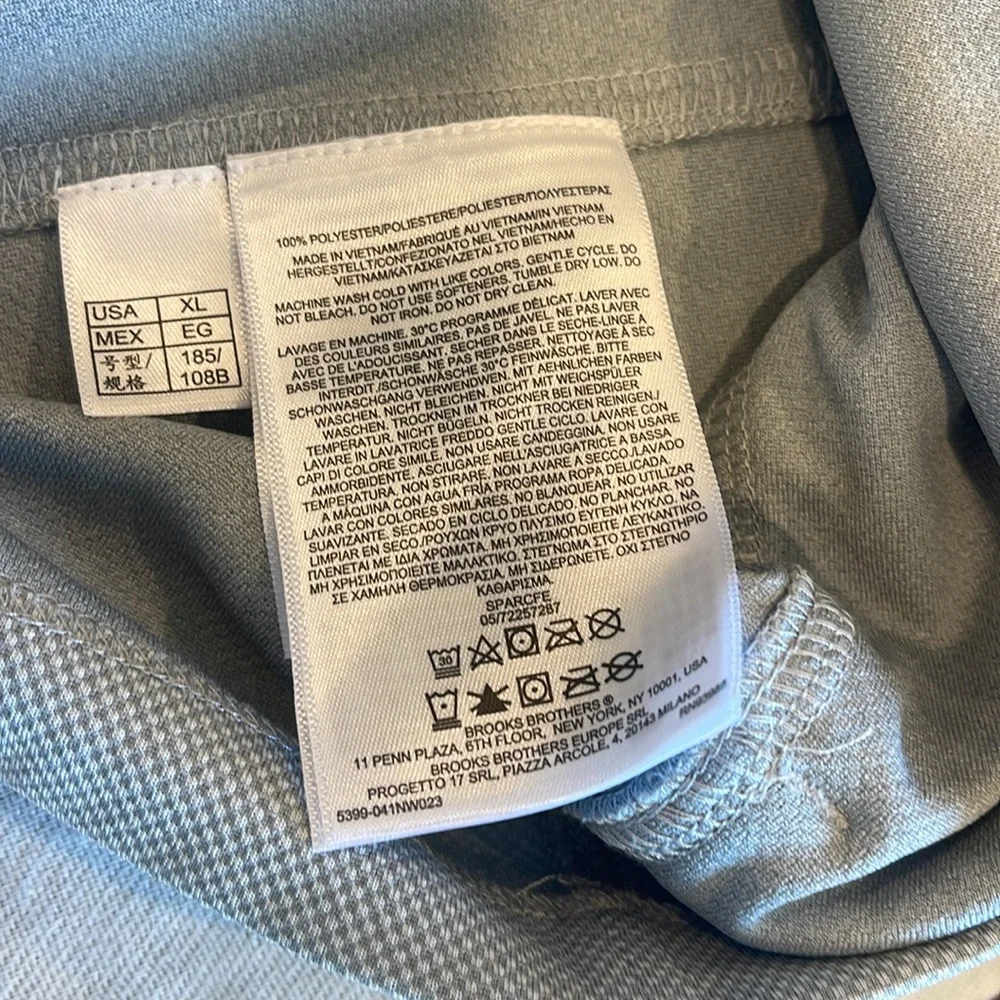 USA XL
MEX EG
号型/ 185/
规格 108B
100% POLYESTER/POLIESTERE/POLYESTER/ΠΟΛΥΕΣΤΕΡΑΣ
MADE IN VIETNAM/FABRIQUÉ AU VIETNAM/IN VIETNAM
HERGESTELLT/CONFEZIONATO NEL VIETNAM/HECHO EN
VIETNAM/ΚΑΤΑΣΚΕΥΑΖΕΤΑΙ ΣΤΟ ΒΙΕΤΝΑΜ
MACHINE WASH COLD WITH LIKE COLORS. GENTLE CYCLE. DO
NOT BLEACH. DO NOT USE SOFTENERS. TUMBLE DRY LOW. DO
NOT IRON. DO NOT DRY CLEAN.
LAVAGE EN MACHINE, 30°C PROGRAMME DÉLICAT. LAVER AVEC
DES COULEURS SIMILAIRES. PAS DE JAVEL. NE PAS LAVER
AVEC DE L'ADOUCISSANT. SÉCHER DANS LE SÈCHE-LINGE A
BASSE TEMPERATURE. NE PAS REPASSER. NETTOYAGE À SEC
INTERDIT./SCHONWÄSCHE 30°C FEINWÄSCHE. BITTE
SCHONWASCHGANG VERWENDWEN. MIT AEHNLICHEN FARBEN
WASCHEN. NICHT BLEICHEN. NICHT MIT WEICHSPÜLER
WASCHEN. TROCKNEN IM TROCKNER BEI NIEDRIGER
TEMPERATUR. NICHT BÜGELN. NICHT TROCKEN REINIGEN./
LAVARE IN LAVATRICE FREDDO GENTLE CICLO. LAVARE CON
CAPI DI COLORE SIMILE. NON USARE CANDEGGINA. NON USARE
AMMORBIDENTE. ASCIUGARE NELL'ASCIUGATRICE A BASSA
TEMPERATURA. NON STIRARE. NON LAVARE A SECCO./LAVADO
A MÁQUINA CON AGUA FRÍA PROGRAMA ROPA DELICADA.
LAVAR CON COLORES SIMILARES. NO BLANQUEAR. NO UTILIZAR
SUAVIZANTE. SECADO EN CICLO DELICADO. NO PLANCHAR. NO
LIMPIAR EN SECO./ΡΟΥΧΩΝ ΚΡΥΟ ΠΛΥΣΙΜΟ ΕΥΓΕΝΗ ΚΥΚΛΟ. ΝΑ
ΠΛΕΝΕΤΑΙ ΜΕ ΙΔΙΑ ΧΡΩΜΑΤΑ. ΜΗ ΧΡΗΣΙΜΟΠΟΙΕΙΤΕ ΛΕΥΚΑΝΤΙΚΟ.
ΜΗ ΧΡΗΣΙΜΟΠΟΙΕΙΤΕ ΜΑΛΑΚΤΙΚΟ. ΣΤΕΓΝΩΜΑ ΣΤΟ ΣΤΕΓΝΩΤΗΡΙΟ
ΣΕ ΧΑΜΗΛΗ ΘΕΡΜΟΚΡΑΣΙΑ. ΜΗ ΣΙΔΕΡΩΝΕΤΕ. ΟΧΙ ΣΤΕΓΝΟ
ΚΑΘΑΡΙΣΜΑ.
SPARCFE
05/72257287
30
BROOKS BROTHERS ®
11 PENN PLAZA, 6TH FLOOR, NEW YORK, NY 10001, USA
BROOKS BROTHERS EUROPE SRL
PROGETTO 17 SRL, PIAZZA ARCOLE, 4, 20143 MILANO
5399-041NW023